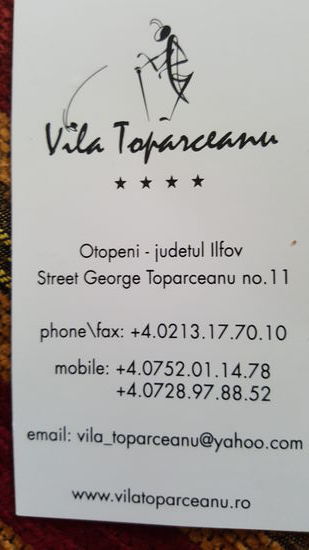 Vila Toparceanu
★ ★ ★ ★
Otopeni - judetul Ilfov
Street George Toparceanu no.11
phone\fax: +4.0213.17.70.10
mobile: +4.0752.01.14.78
+4.0728.97.88.52
email: vila_toparceanu@yahoo.com
www.vilatoparceanu.ro